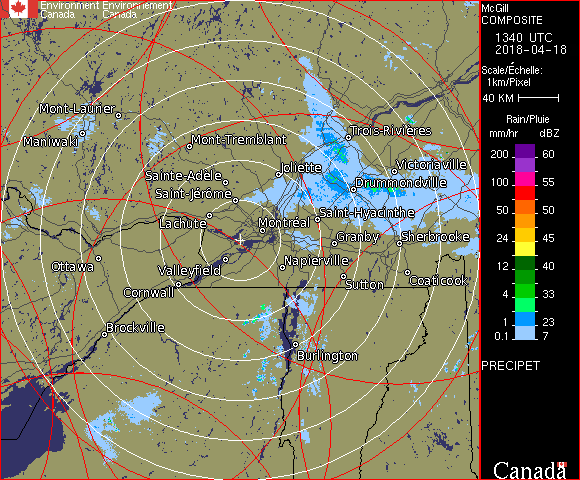 Environment Environnement
Canada Canada
McGill
COMPOSITE
1340 UTC
2018-04-18
Scale/Échelle:
1km/Pixel
40 KM
Rain/Pluie
mm/hr dBZ
200 60
150 57
100 55
50 50
24 45
12 40
4 33
1 23
0.1 7
PRECIPET
Canada
Mont-Laurier
Maniwaki
Mont-Tremblant
Trois-Rivières
Sainte-Adèle
Joliette
Victoriaville
Saint-Jérôme
Drummondville
Lachute
Montréal
Saint-Hyacinthe
Granby
Sherbrooke
Ottawa
Valleyfield
Napierville
Cornwall
Sutton
Coaticook
Brockville
Burlington